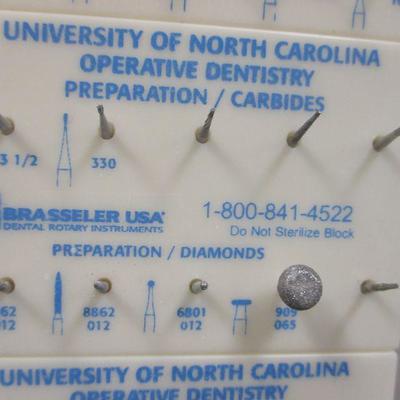 UNIVERSITY OF NORTH CAROLINA
OPERATIVE DENTISTRY
PREPARATION / CARBIDES
3 1/2 330
BRASSELER USA®
DENTAL ROTARY INSTRUMENTS
1-800-841-4522
Do Not Sterilize Block
PREPARATION / DIAMONDS
862 8862 6801 909
012 012 012 065
UNIVERSITY OF NORTH CAROLINA
OPERATIVE DENTISTRY